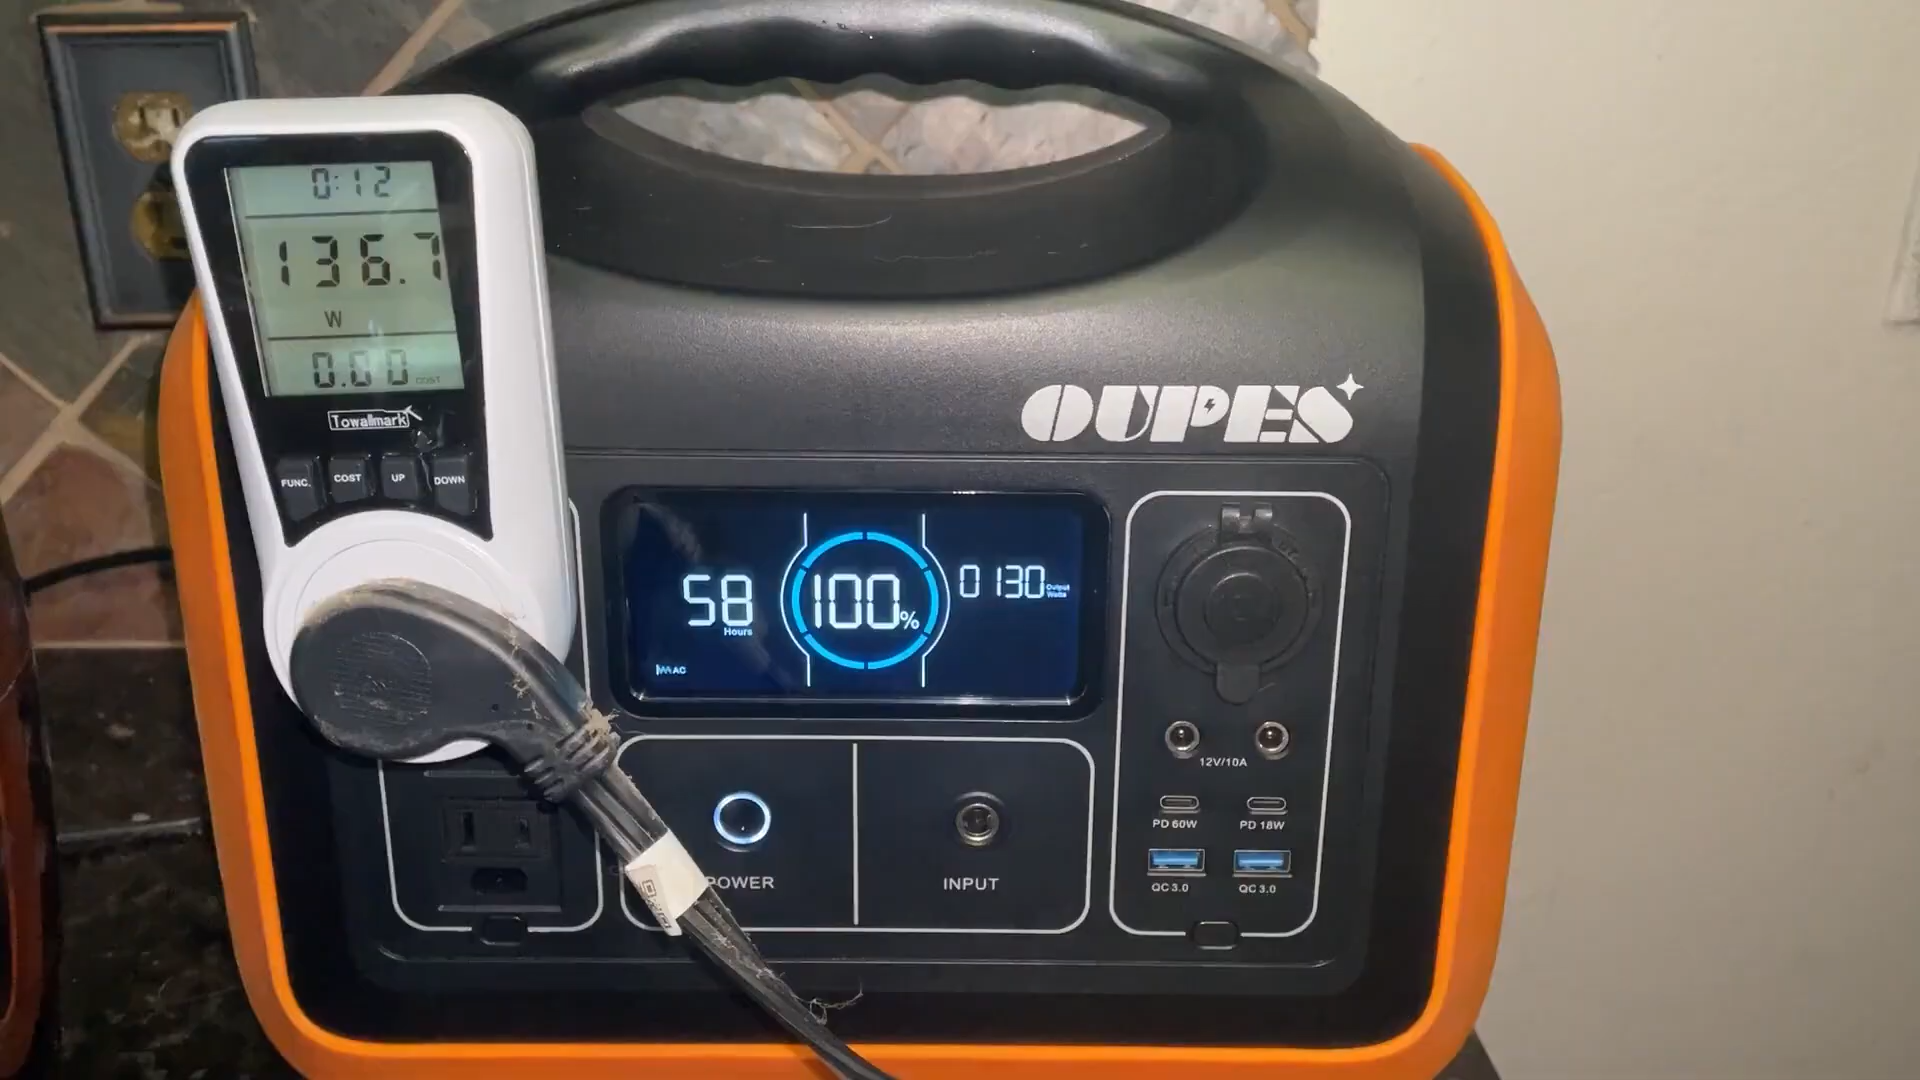 0:12
136.7
W
0.00 COST
Towallmark
FUNC. COST UP DOWN
OUPES
58
Hours
100%
0130 Output Watts
AC
12V/10A
PD 60W PD 18W
QC 3.0 QC 3.0
POWER
INPUT